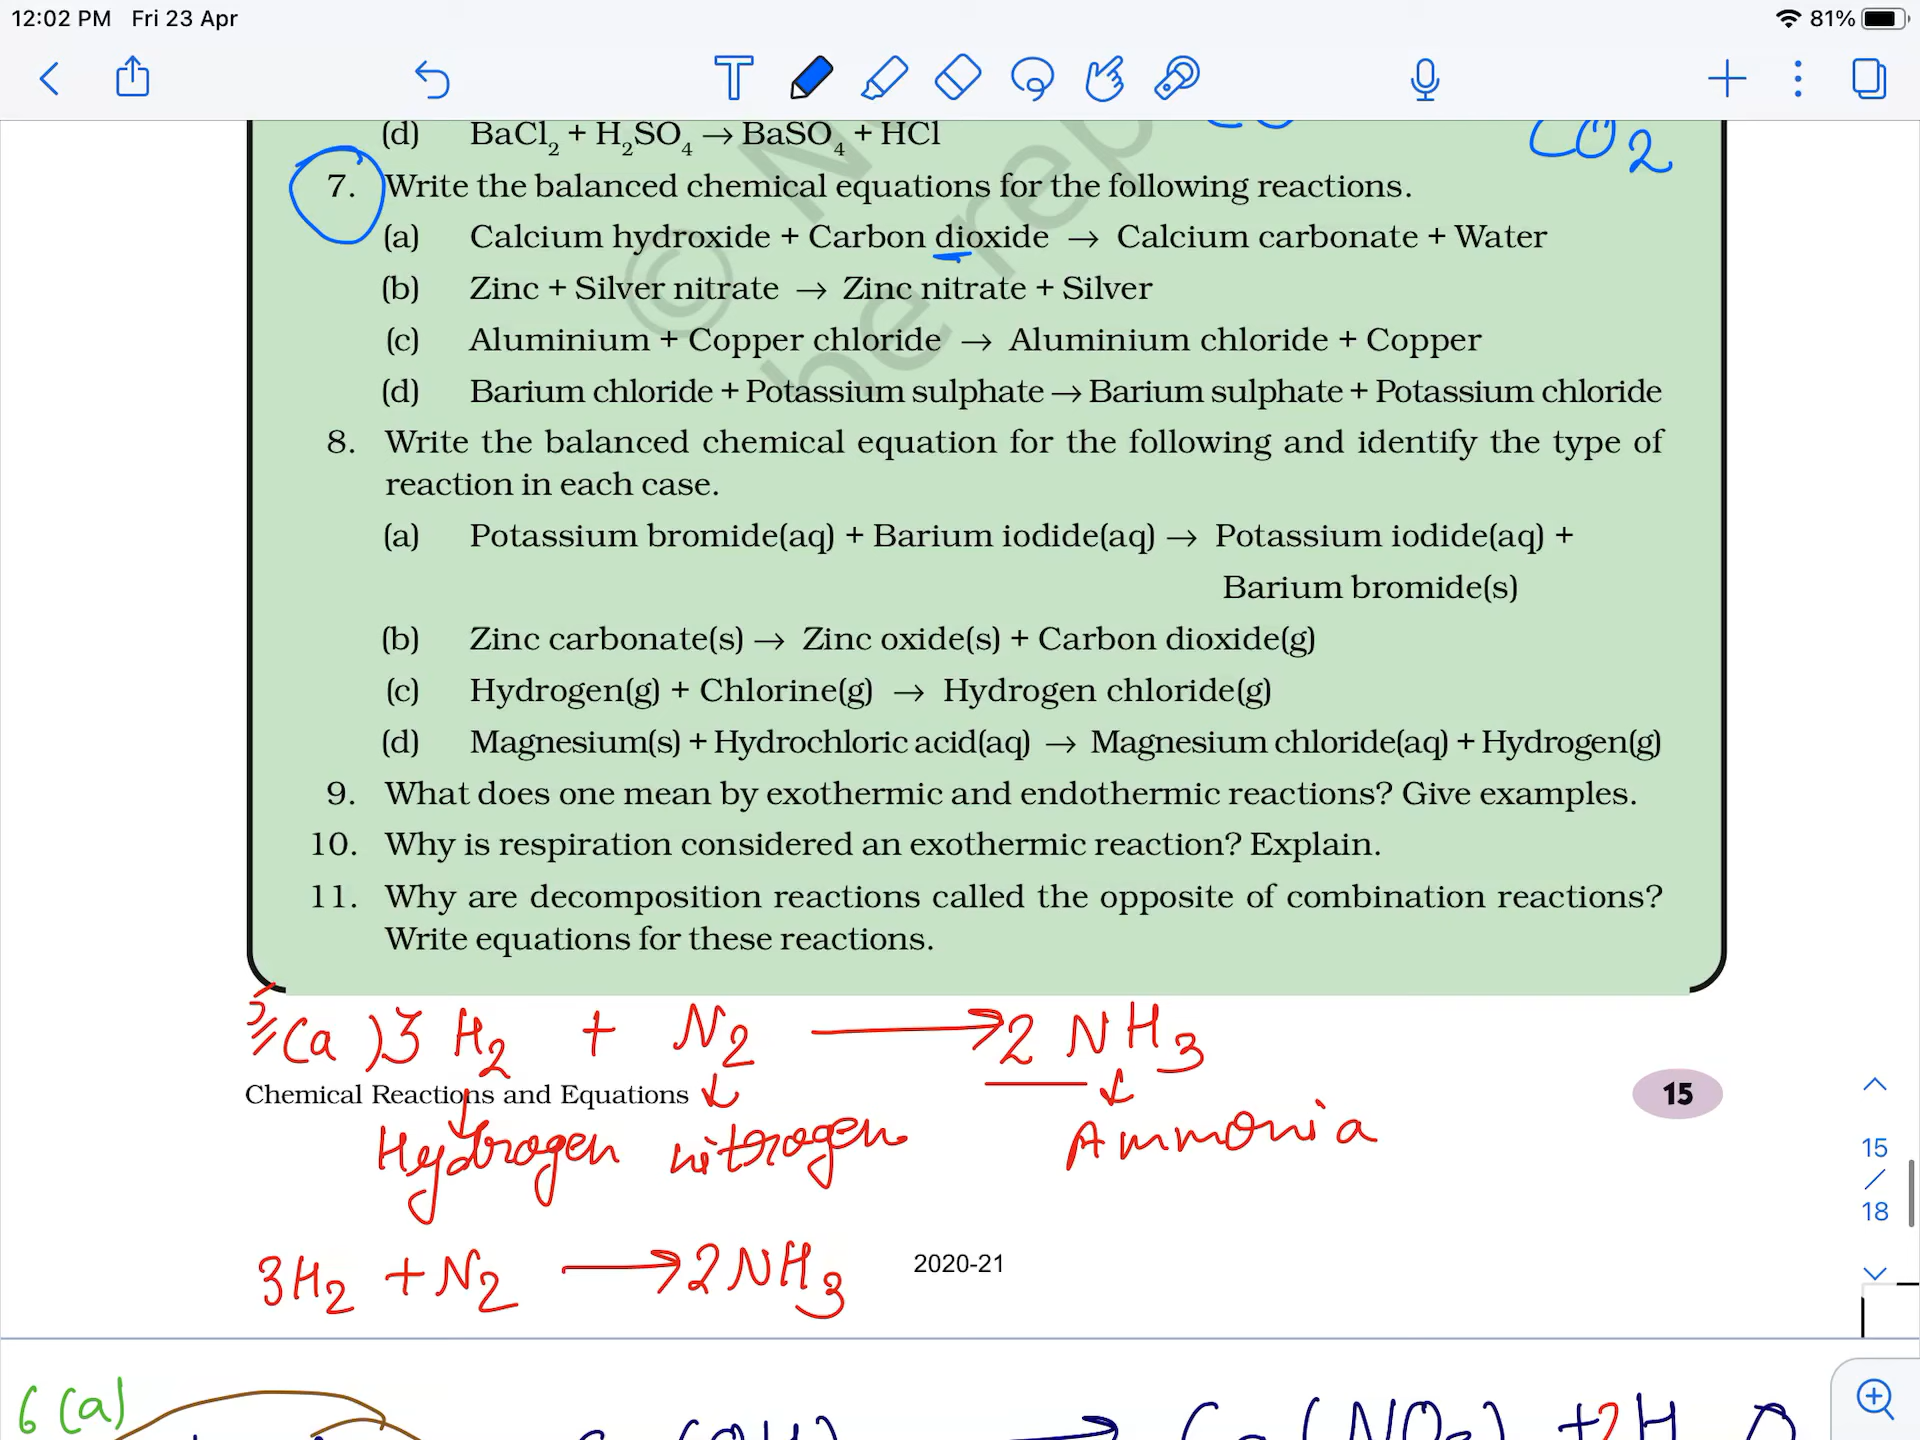 12:02 PM Fri 23 Apr 81%
CO2
(d) BaCl2 + H2SO4 → BaSO4 + HCl
7. Write the balanced chemical equations for the following reactions.
(a) Calcium hydroxide + Carbon dioxide → Calcium carbonate + Water
(b) Zinc + Silver nitrate → Zinc nitrate + Silver
(c) Aluminium + Copper chloride → Aluminium chloride + Copper
(d) Barium chloride + Potassium sulphate → Barium sulphate + Potassium chloride
8. Write the balanced chemical equation for the following and identify the type of
reaction in each case.
(a) Potassium bromide(aq) + Barium iodide(aq) → Potassium iodide(aq) +
Barium bromide(s)
(b) Zinc carbonate(s) → Zinc oxide(s) + Carbon dioxide(g)
(c) Hydrogen(g) + Chlorine(g) → Hydrogen chloride(g)
(d) Magnesium(s) + Hydrochloric acid(aq) → Magnesium chloride(aq) + Hydrogen(g)
9. What does one mean by exothermic and endothermic reactions? Give examples.
10. Why is respiration considered an exothermic reaction? Explain.
11. Why are decomposition reactions called the opposite of combination reactions?
Write equations for these reactions.
(a) 3 H2 + N2 → 2 NH3
Chemical Reactions and Equations 15
Hydrogen nitrogen Ammonia
15
/
18
3H2 + N2 → 2NH3
2020-21
6 (a)